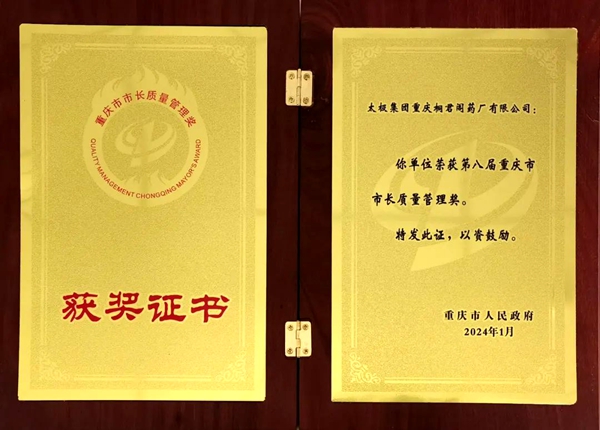 重庆市市长质量管理奖
QUALITY MANAGEMENT CHONGQING MAYOR'S AWARD
获奖证书
太极集团重庆桐君阁药厂有限公司：
你单位荣获第八届重庆市
市长质量管理奖。
特发此证，以资鼓励。
重庆市人民政府
2024年1月